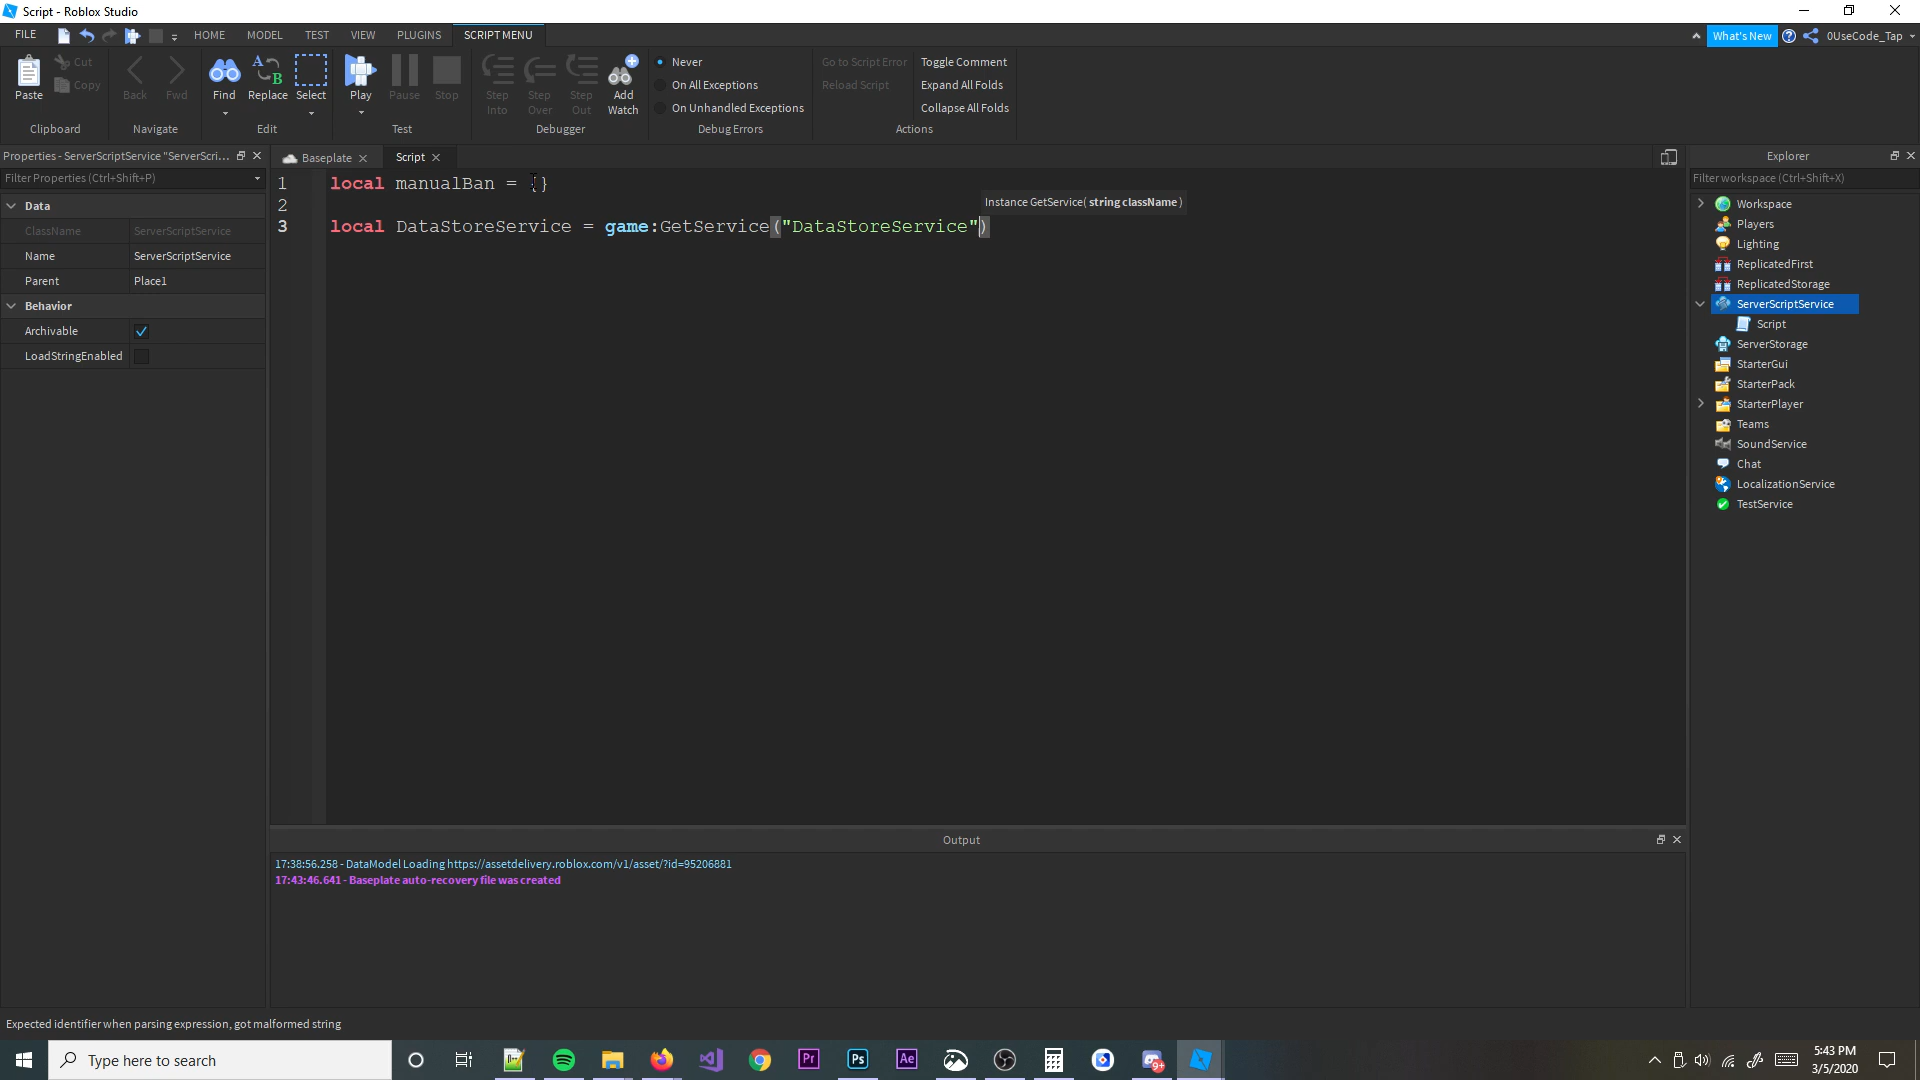 Script - Roblox Studio
FILE HOME MODEL TEST VIEW PLUGINS SCRIPT MENU What's New 0UseCode_Tap
Paste Cut Copy
Back Fwd
Find Replace Select
Play Pause Stop
Step Into Step Over Step Out Add Watch
Never
On All Exceptions
On Unhandled Exceptions
Go to Script Error
Reload Script
Toggle Comment
Expand All Folds
Collapse All Folds
Clipboard Navigate Edit Test Debugger Debug Errors Actions
Properties - ServerScriptService "ServerScri...
Filter Properties (Ctrl+Shift+P)
Data
ClassName ServerScriptService
Name ServerScriptService
Parent Place1
Behavior
Archivable
LoadStringEnabled
Baseplate Script
1 local manualBan = {}
2
Instance GetService( string className )
3 local DataStoreService = game:GetService("DataStoreService")
Output
17:38:56.258 - DataModel Loading https://assetdelivery.roblox.com/v1/asset/?id=95206881
17:43:46.641 - Baseplate auto-recovery file was created
Explorer
Filter workspace (Ctrl+Shift+X)
Workspace
Players
Lighting
ReplicatedFirst
ReplicatedStorage
ServerScriptService
Script
ServerStorage
StarterGui
StarterPack
StarterPlayer
Teams
SoundService
Chat
LocalizationService
TestService
Expected identifier when parsing expression, got malformed string
Type here to search
Pr Ps Ae 9+
5:43 PM
3/5/2020